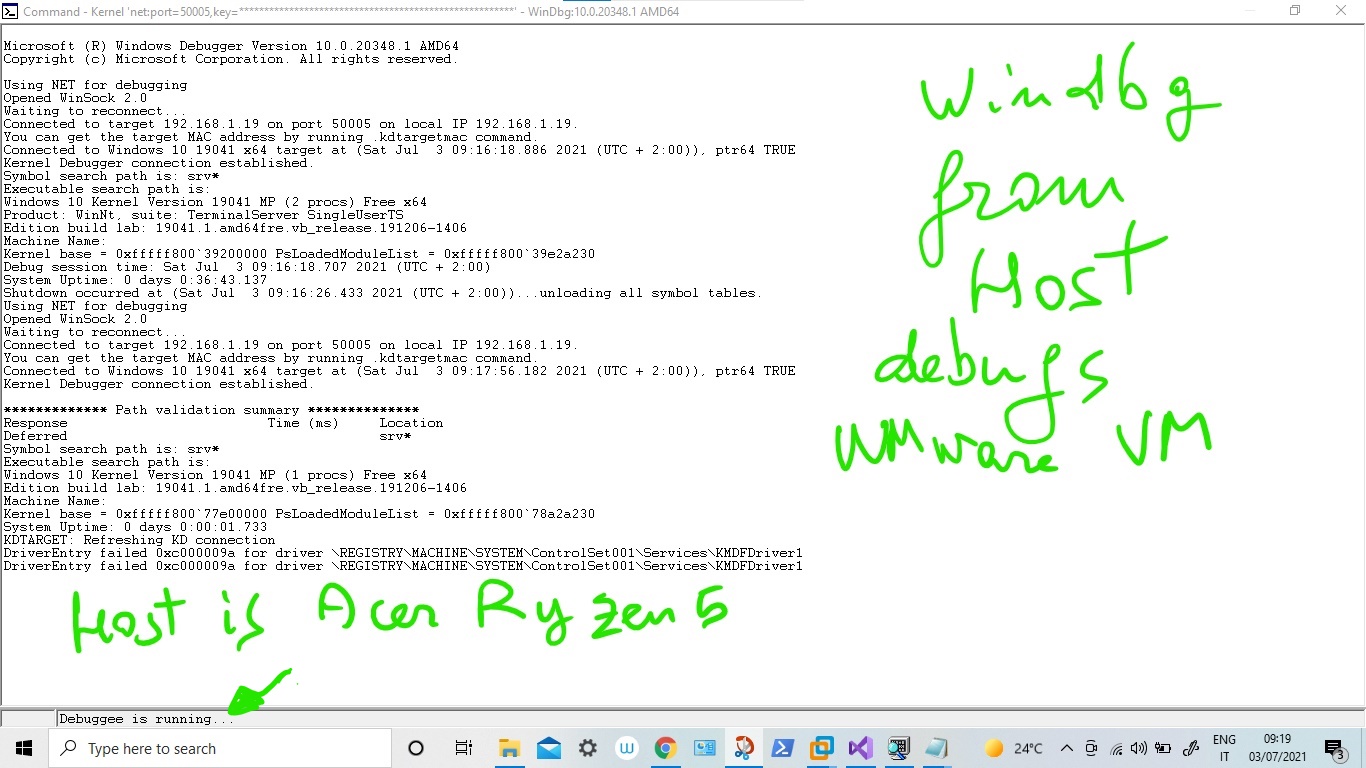 Command - Kernel 'net:port=50005,key=****************************************************' - WinDbg:10.0.20348.1 AMD64
Microsoft (R) Windows Debugger Version 10.0.20348.1 AMD64
Copyright (c) Microsoft Corporation. All rights reserved.
Using NET for debugging
Opened WinSock 2.0
Waiting to reconnect...
Connected to target 192.168.1.19 on port 50005 on local IP 192.168.1.19.
You can get the target MAC address by running .kdtargetmac command.
Connected to Windows 10 19041 x64 target at (Sat Jul  3 09:16:18.886 2021 (UTC + 2:00)), ptr64 TRUE
Kernel Debugger connection established.
Symbol search path is: srv*
Executable search path is:
Windows 10 Kernel Version 19041 MP (2 procs) Free x64
Product: WinNt, suite: TerminalServer SingleUserTS
Edition build lab: 19041.1.amd64fre.vb_release.191206-1406
Machine Name:
Kernel base = 0xfffff800`39200000 PsLoadedModuleList = 0xfffff800`39e2a230
Debug session time: Sat Jul  3 09:16:18.707 2021 (UTC + 2:00)
System Uptime: 0 days 0:36:43.137
Shutdown occurred at (Sat Jul  3 09:16:26.433 2021 (UTC + 2:00))...unloading all symbol tables.
Using NET for debugging
Opened WinSock 2.0
Waiting to reconnect...
Connected to target 192.168.1.19 on port 50005 on local IP 192.168.1.19.
You can get the target MAC address by running .kdtargetmac command.
Connected to Windows 10 19041 x64 target at (Sat Jul  3 09:17:56.182 2021 (UTC + 2:00)), ptr64 TRUE
Kernel Debugger connection established.
************* Path validation summary **************
Response                         Time (ms)     Location
Deferred                                       srv*
Symbol search path is: srv*
Executable search path is:
Windows 10 Kernel Version 19041 MP (1 procs) Free x64
Edition build lab: 19041.1.amd64fre.vb_release.191206-1406
Machine Name:
Kernel base = 0xfffff800`77e00000 PsLoadedModuleList = 0xfffff800`78a2a230
System Uptime: 0 days 0:00:01.733
KDTARGET: Refreshing KD connection
DriverEntry failed 0xc000009a for driver \REGISTRY\MACHINE\SYSTEM\ControlSet001\Services\KMDFDriver1
DriverEntry failed 0xc000009a for driver \REGISTRY\MACHINE\SYSTEM\ControlSet001\Services\KMDFDriver1
Windbg
from
Host
debugs
VMware VM
Host is Acer Ryzen 5
Debuggee is running...
Type here to search
24°C
ENG
IT
09:19
03/07/2021
3